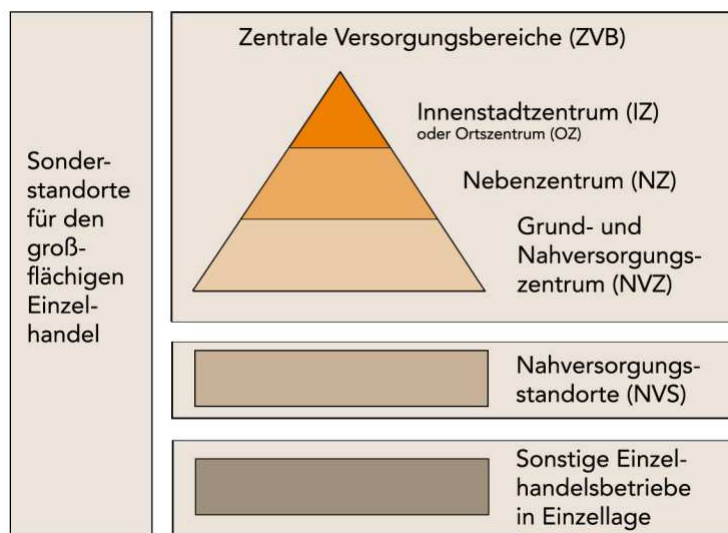 Sonder-
standorte
für den
groß-
flächigen
Einzel-
handel
Zentrale Versorgungsbereiche (ZVB)
Innenstadtzentrum (IZ)
oder Ortszentrum (OZ)
Nebenzentrum (NZ)
Grund- und
Nahversorgungs-
zentrum (NVZ)
Nahversorgungs-
standorte (NVS)
Sonstige Einzel-
handelsbetriebe
in Einzellage